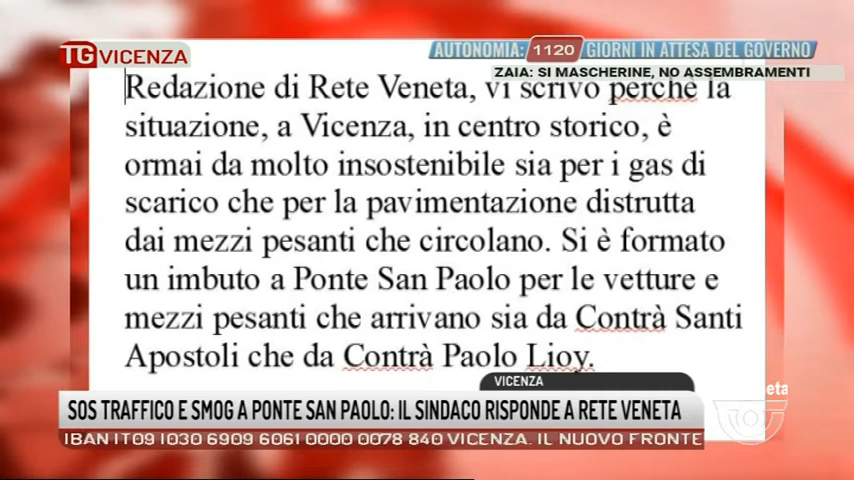 TG VICENZA
AUTONOMIA: 1120 GIORNI IN ATTESA DEL GOVERNO
ZAIA: SI MASCHERINE, NO ASSEMBRAMENTI
Redazione di Rete Veneta, vi scrivo perchè la
situazione, a Vicenza, in centro storico, è
ormai da molto insostenibile sia per i gas di
scarico che per la pavimentazione distrutta
dai mezzi pesanti che circolano. Si è formato
un imbuto a Ponte San Paolo per le vetture e
mezzi pesanti che arrivano sia da Contrà Santi
Apostoli che da Contrà Paolo Lioy.
VICENZA
SOS TRAFFICO E SMOG A PONTE SAN PAOLO: IL SINDACO RISPONDE A RETE VENETA
IBAN IT09 I030 6909 6061 0000 0078 840 VICENZA. IL NUOVO FRONTE